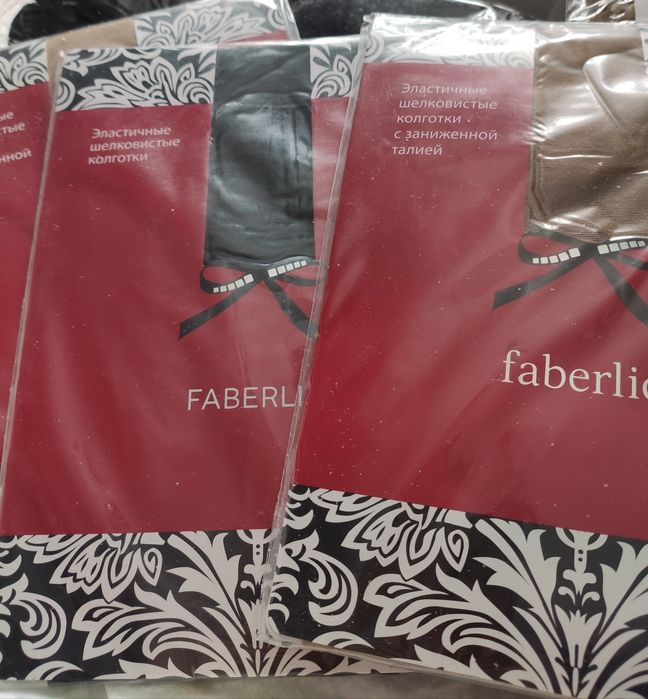 Эластичные
шелковистые
колготки
FABERLI
Эластичные
шелковистые
колготки
с заниженной
талией
faberlic